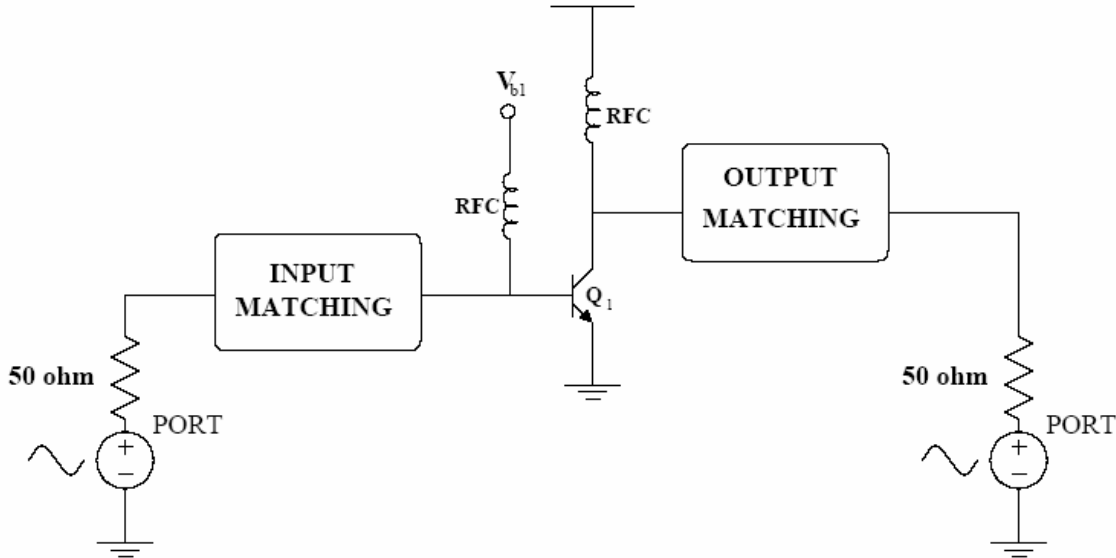 V_b1
RFC
RFC
INPUT
MATCHING
OUTPUT
MATCHING
Q_1
50 ohm
PORT
+
−
50 ohm
PORT
+
−